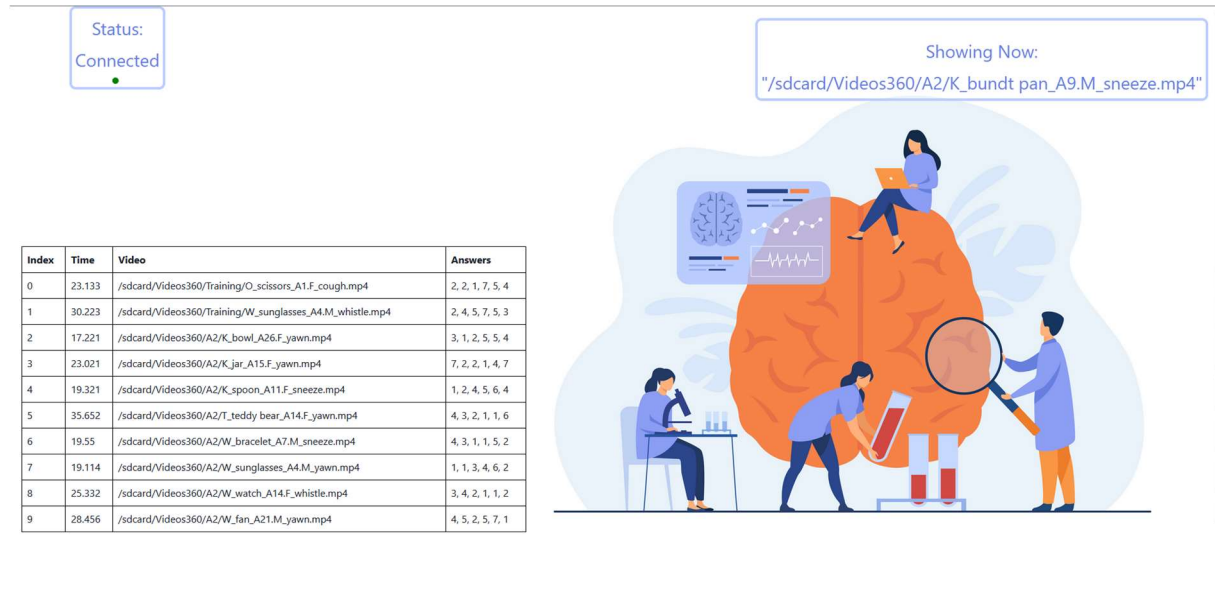 Status:
Connected
Showing Now:
"/sdcard/Videos360/A2/K_bundt pan_A9.M_sneeze.mp4"
Index Time Video Answers
0 23.133 /sdcard/Videos360/Training/O_scissors_A1.F_cough.mp4 2, 2, 1, 7, 5, 4
1 30.223 /sdcard/Videos360/Training/W_sunglasses_A4.M_whistle.mp4 2, 4, 5, 7, 5, 3
2 17.221 /sdcard/Videos360/A2/K_bowl_A26.F_yawn.mp4 3, 1, 2, 5, 5, 4
3 23.021 /sdcard/Videos360/A2/K_jar_A15.F_yawn.mp4 7, 2, 2, 1, 4, 7
4 19.321 /sdcard/Videos360/A2/K_spoon_A11.F_sneeze.mp4 1, 2, 4, 5, 6, 4
5 35.652 /sdcard/Videos360/A2/T_teddy bear_A14.F_yawn.mp4 4, 3, 2, 1, 1, 6
6 19.55 /sdcard/Videos360/A2/W_bracelet_A7.M_sneeze.mp4 4, 3, 1, 1, 5, 2
7 19.114 /sdcard/Videos360/A2/W_sunglasses_A4.M_yawn.mp4 1, 1, 3, 4, 6, 2
8 25.332 /sdcard/Videos360/A2/W_watch_A14.F_whistle.mp4 3, 4, 2, 1, 1, 2
9 28.456 /sdcard/Videos360/A2/W_fan_A21.M_yawn.mp4 4, 5, 2, 5, 7, 1